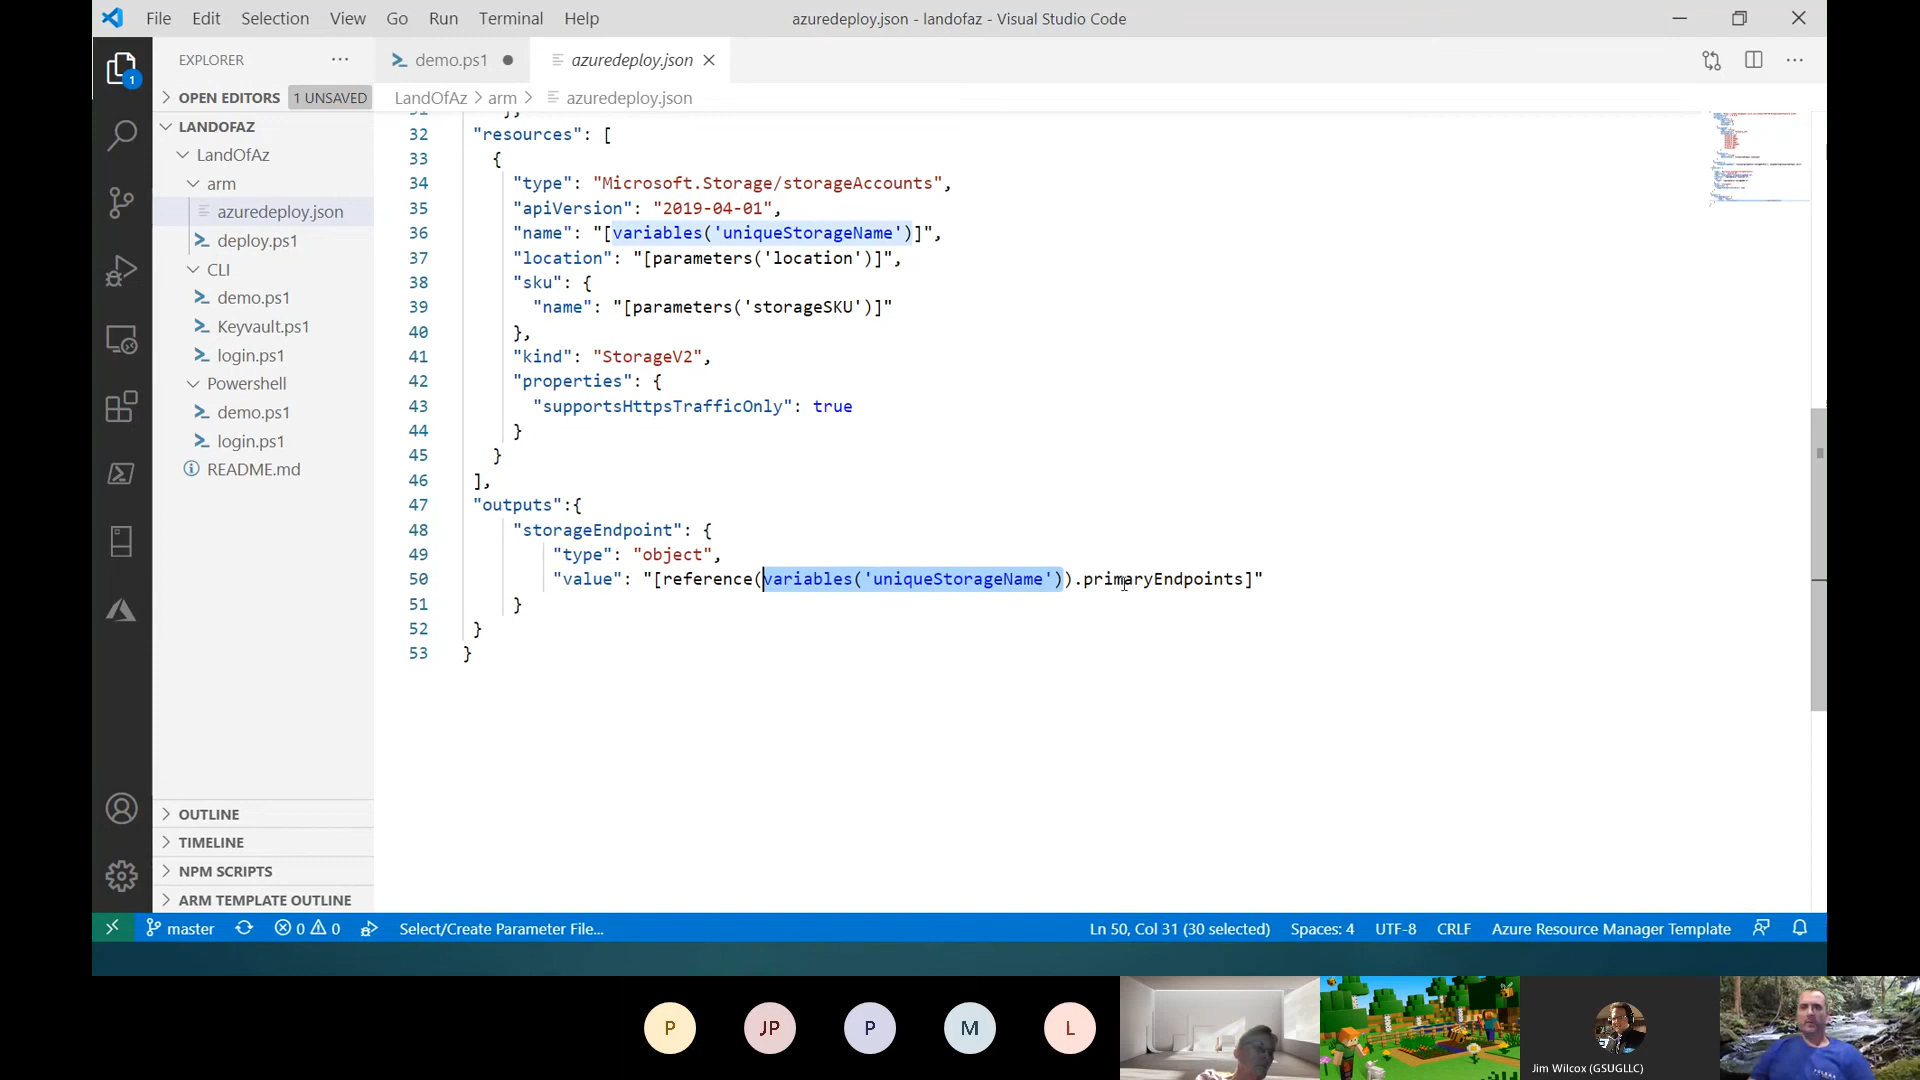 File Edit Selection View Go Run Terminal Help
azuredeploy.json - landofaz - Visual Studio Code
EXPLORER
demo.ps1
azuredeploy.json
OPEN EDITORS 1 UNSAVED
LandOfAz > arm > azuredeploy.json
LANDOFAZ
LandOfAz
arm
azuredeploy.json
deploy.ps1
CLI
demo.ps1
Keyvault.ps1
login.ps1
Powershell
demo.ps1
login.ps1
README.md
OUTLINE
TIMELINE
NPM SCRIPTS
ARM TEMPLATE OUTLINE
31 },
32 "resources": [
33 {
34 "type": "Microsoft.Storage/storageAccounts",
35 "apiVersion": "2019-04-01",
36 "name": "[variables('uniqueStorageName')]",
37 "location": "[parameters('location')]",
38 "sku": {
39 "name": "[parameters('storageSKU')]"
40 },
41 "kind": "StorageV2",
42 "properties": {
43 "supportsHttpsTrafficOnly": true
44 }
45 }
46 ],
47 "outputs":{
48 "storageEndpoint": {
49 "type": "object",
50 "value": "[reference(variables('uniqueStorageName')).primaryEndpoints]"
51 }
52 }
53 }
master 0 0 Select/Create Parameter File...
Ln 50, Col 31 (30 selected) Spaces: 4 UTF-8 CRLF Azure Resource Manager Template
1
P JP P M L
Jim Wilcox (GSUGLLC)